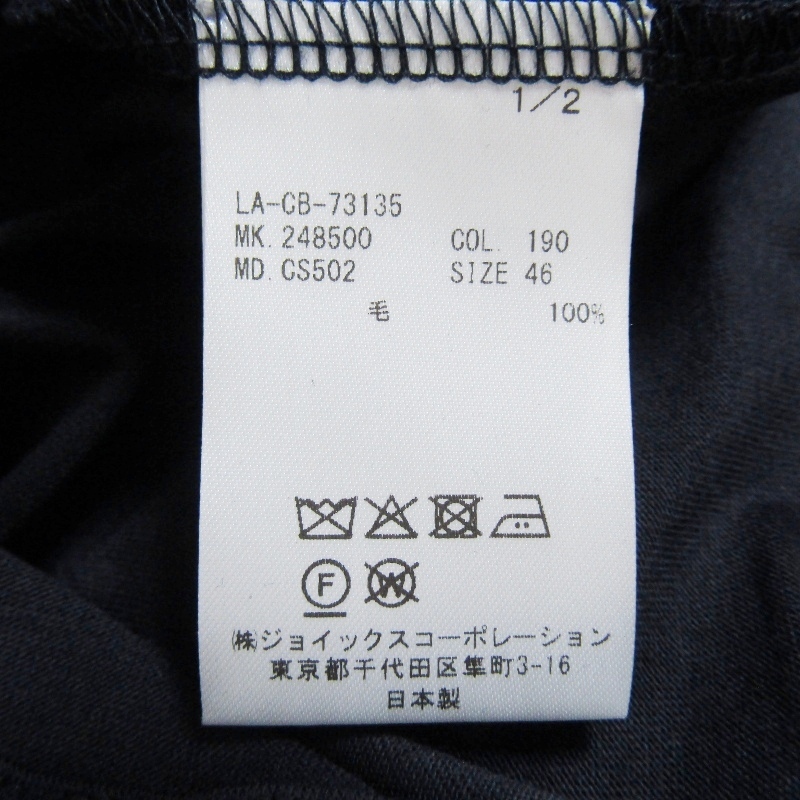 1/2
LA-CB-73135
MK. 248500 COL. 190
MD. CS502 SIZE 46
毛 100%
F W
㈱ジョイックスコーポレーション
東京都千代田区隼町3-16
日本製